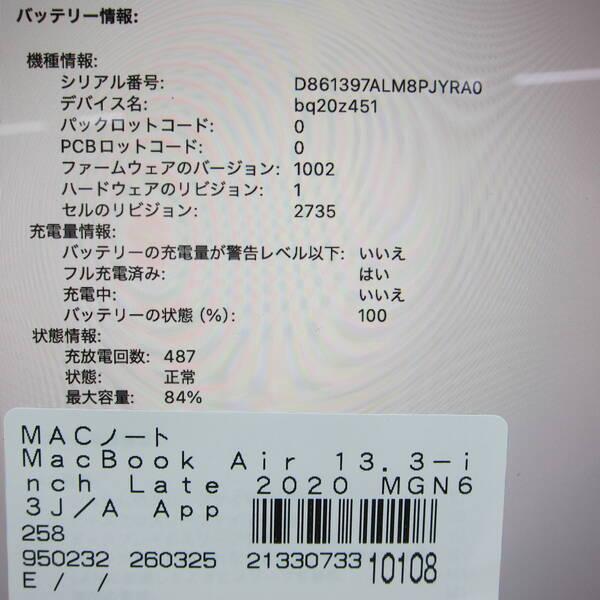 バッテリー情報:
機種情報:
シリアル番号: D861397ALM8PJYRA0
デバイス名: bq20z451
パックロットコード: 0
PCBロットコード: 0
ファームウェアのバージョン: 1002
ハードウェアのリビジョン: 1
セルのリビジョン: 2735
充電量情報:
バッテリーの充電量が警告レベル以下: いいえ
フル充電済み: はい
充電中: いいえ
バッテリーの状態 (%): 100
状態情報:
充放電回数: 487
状態: 正常
最大容量: 84%
MACノート
MacBook Air 13.3-i
nch Late 2020 MGN6
3J/A App
258
950232 260325 21330733 10108
E / /